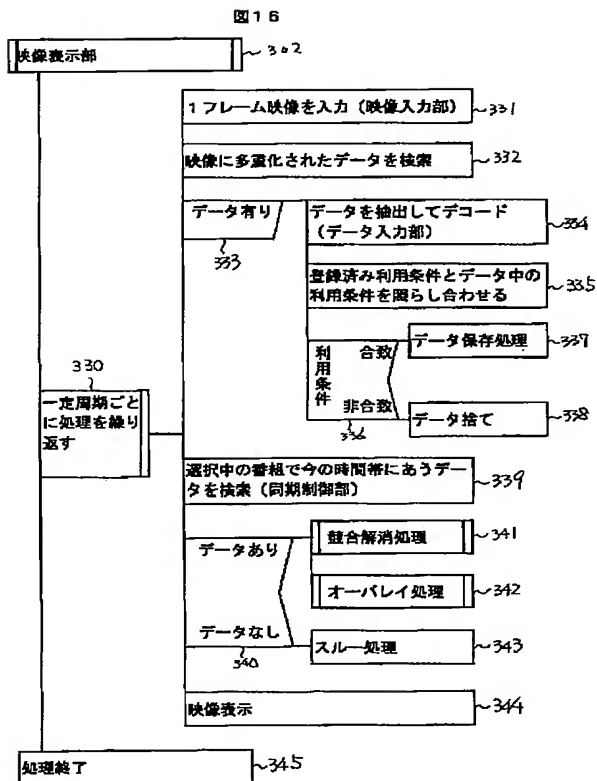 図16
映像表示部
302
1フレーム映像を入力（映像入力部）
331
映像に多重化されたデータを検索
332
データ有り
333
データを抽出してデコード
（データ入力部）
334
登録済み利用条件とデータ中の
利用条件を照らし合わせる
335
利用条件
合致
非合致
336
データ保存処理
337
データ捨て
338
330
一定周期ごと
に処理を繰り
返す
選択中の番組で今の時間帯にあうデー
タを検索（同期制御部）
339
データあり
データなし
340
競合解消処理
341
オーバレイ処理
342
スルー処理
343
映像表示
344
処理終了
345